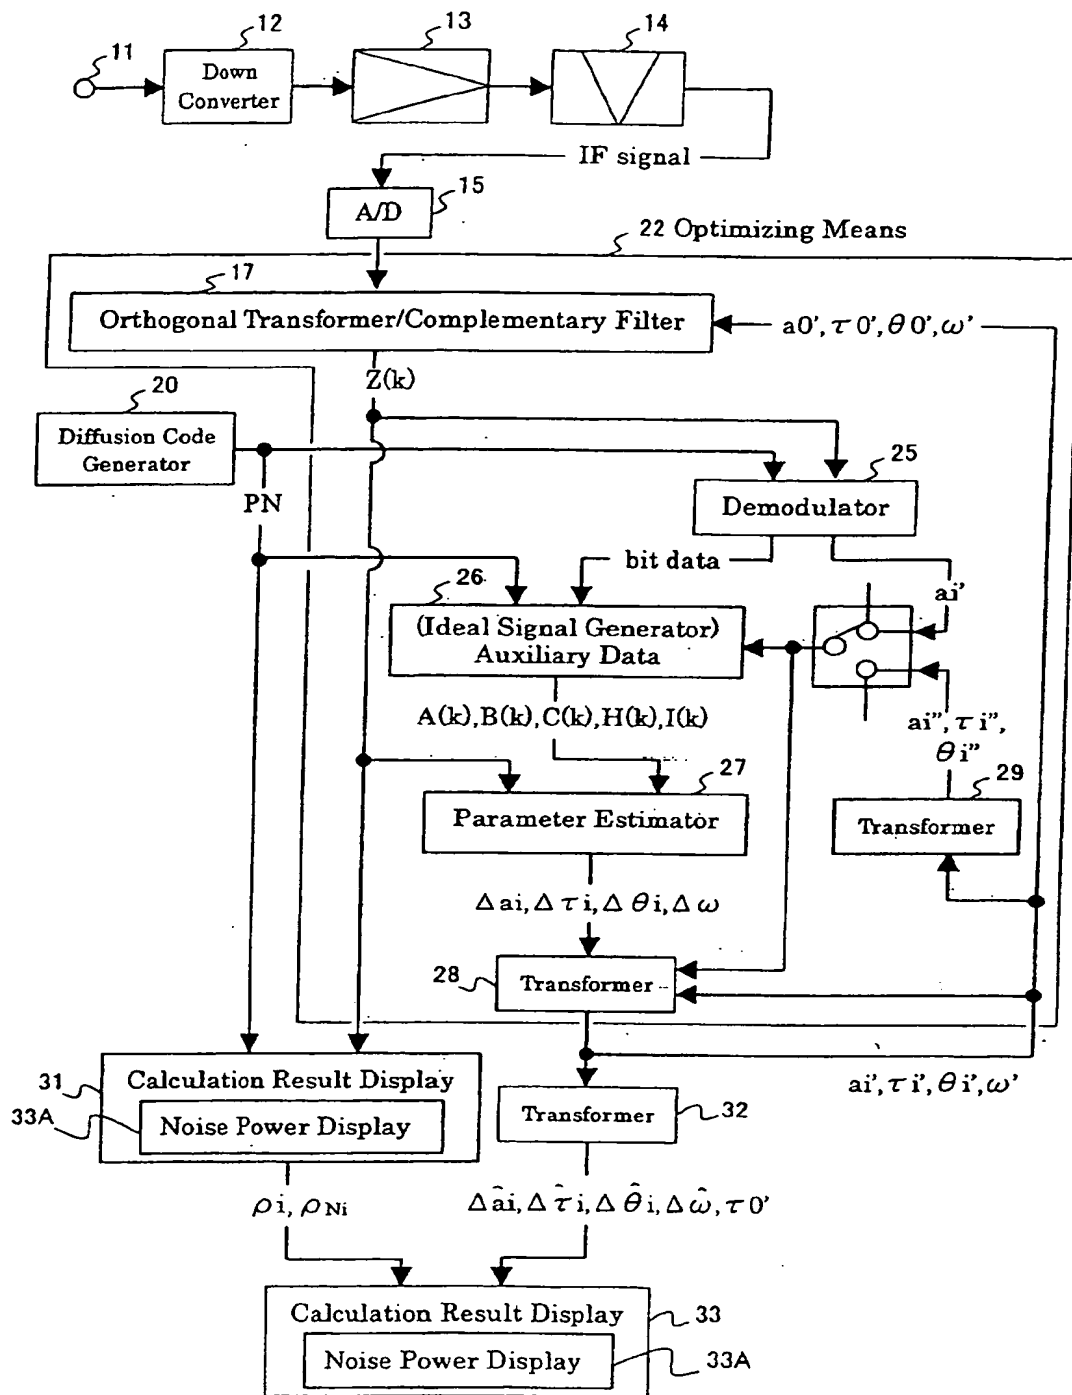 11
12
13
14
Down
Converter
IF signal
15
A/D
22 Optimizing Means
17
Orthogonal Transformer/Complementary Filter
a0', τ0', θ0', ω'
Z(k)
20
Diffusion Code
Generator
PN
25
Demodulator
bit data
26
ai'
(Ideal Signal Generator)
Auxiliary Data
A(k),B(k),C(k),H(k),I(k)
ai", τi",
θi"
27
29
Parameter Estimator
Transformer
Δai,Δτi,Δθi,Δω
28
Transformer
31
Calculation Result Display
ai', τi', θi', ω'
33A
Noise Power Display
Transformer
32
ρi, ρNi
Δâi,Δτ̂i,Δθ̂i,Δω̂,τ0'
Calculation Result Display
33
Noise Power Display
33A